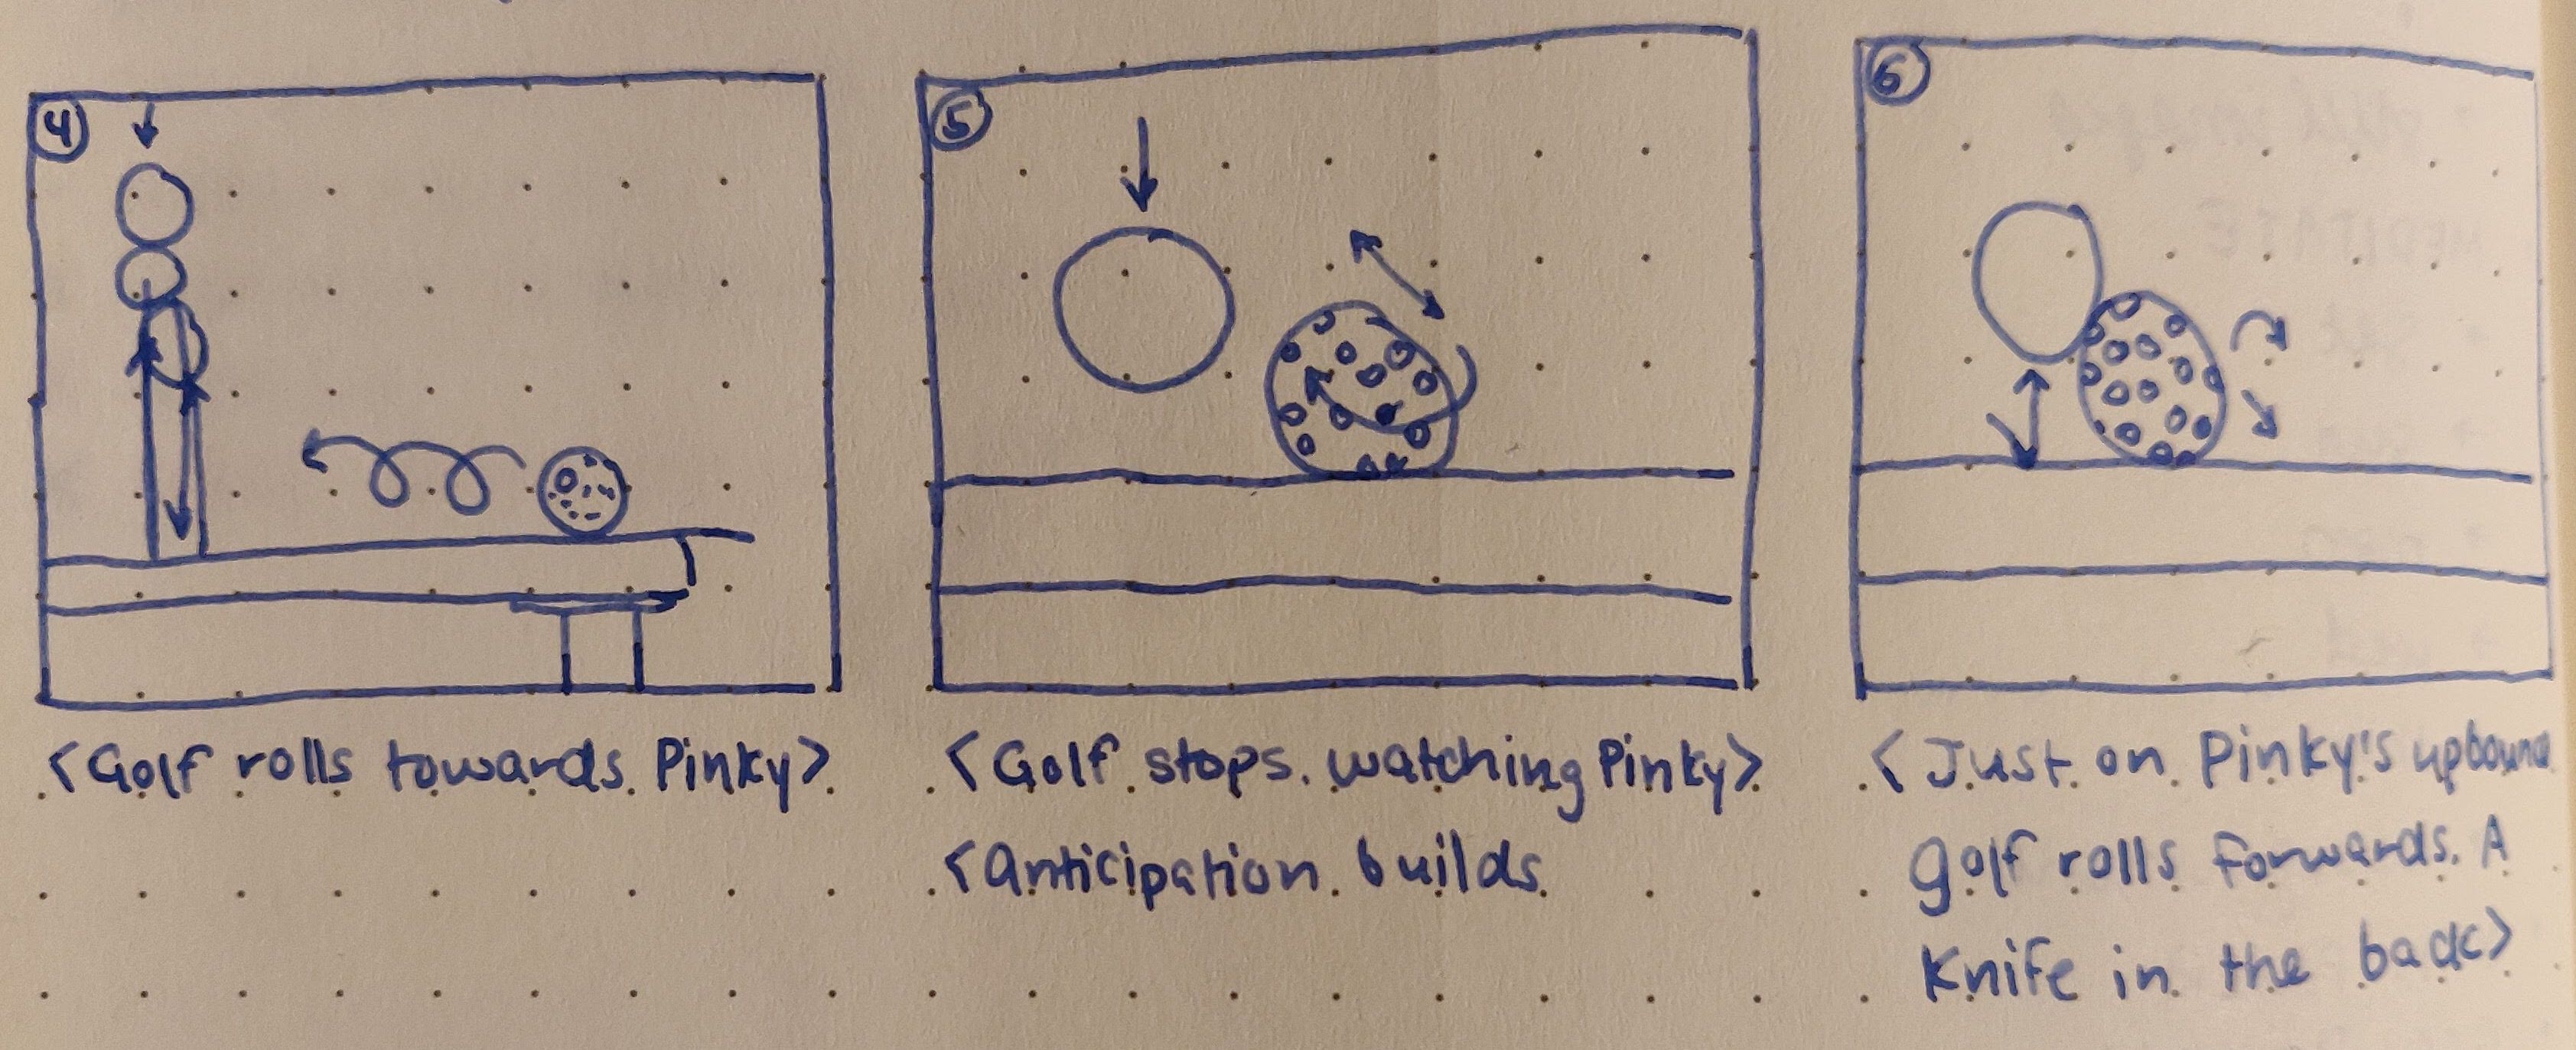 4
5
6
<Golf rolls towards Pinky>
<Golf stops. watching Pinky>
<Anticipation builds
<Just on Pinky's upbound
golf rolls forwards. A
Knife in the back>